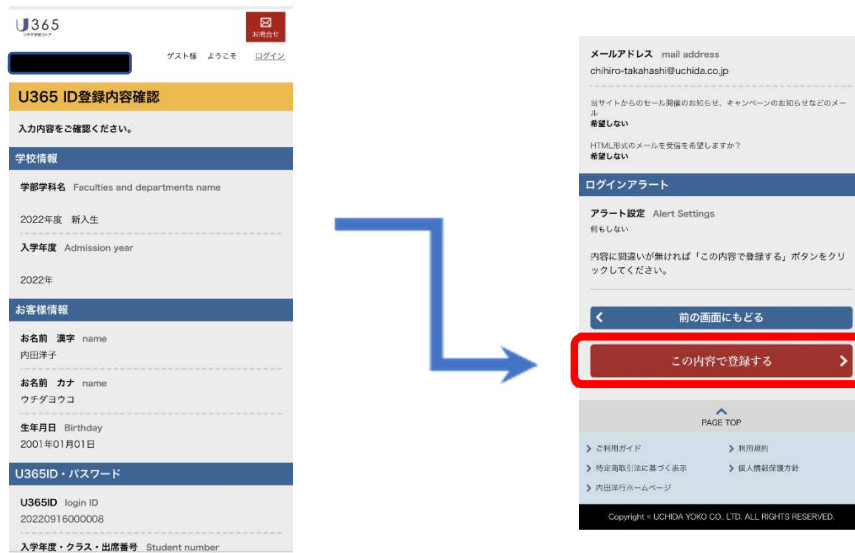 U365
ウチダ教育ストア
お問合せ
ゲスト様 ようこそ ログイン
U365 ID登録内容確認
入力内容をご確認ください。
学校情報
学部学科名 Faculties and departments name
2022年度 新入生
入学年度 Admission year
2022年
お客様情報
お名前 漢字 name
内田洋子
お名前 カナ name
ウチダヨウコ
生年月日 Birthday
2001年01月01日
U365ID・パスワード
U365ID login ID
20220916000008
入学年度・クラス・出席番号 Student number
メールアドレス mail address
chihiro-takahashi@uchida.co.jp
当サイトからのセール開催のお知らせ、キャンペーンのお知らせなどのメー
ル
希望しない
HTML形式のメールを受信を希望しますか？
希望しない
ログインアラート
アラート設定 Alert Settings
何もしない
内容に間違いが無ければ「この内容で登録する」ボタンをクリ
ックしてください。
前の画面にもどる
この内容で登録する
PAGE TOP
ご利用ガイド
利用規約
特定商取引法に基づく表示
個人情報保護方針
内田洋行ホームページ
Copyright = UCHIDA YOKO CO., LTD. ALL RIGHTS RESERVED.